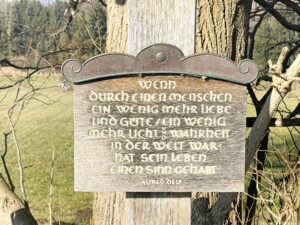 WENN
DURCH EINEN MENSCHEN
EIN WENIG MEHR LIEBE
UND GÜTE/EIN WENIG
MEHR LICHT UND WAHRHEIT
IN DER WELT WAR
HAT SEIN LEBEN
EINEN SINN GEHABT
ALFRED DELP